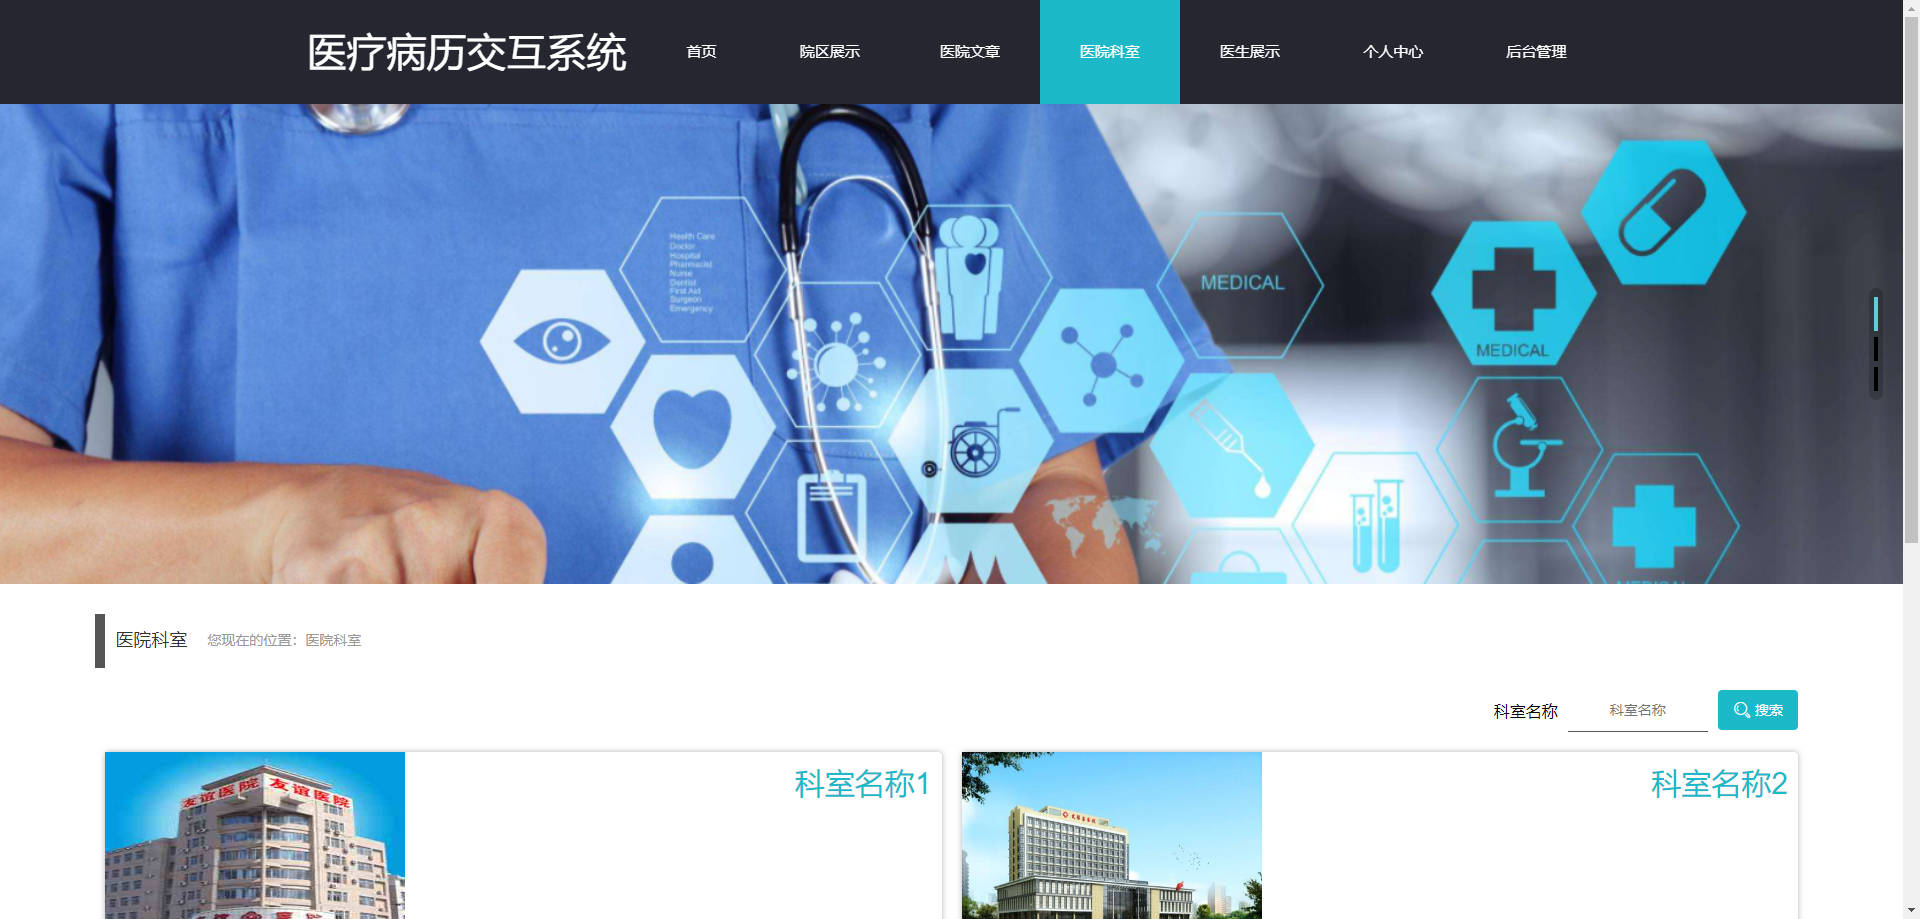 医疗病历交互系统
首页
院区展示
医院文章
医院科室
医生展示
个人中心
后台管理
Health Care
Doctor
Hospital
Pharmacist
Nurse
Dentist
First Aid
Surgeon
Emergency
MEDICAL
MEDICAL
MEDICAL
医院科室
您现在的位置：医院科室
科室名称
科室名称
搜索
科室名称1
友谊医院 友谊医院
科室名称2